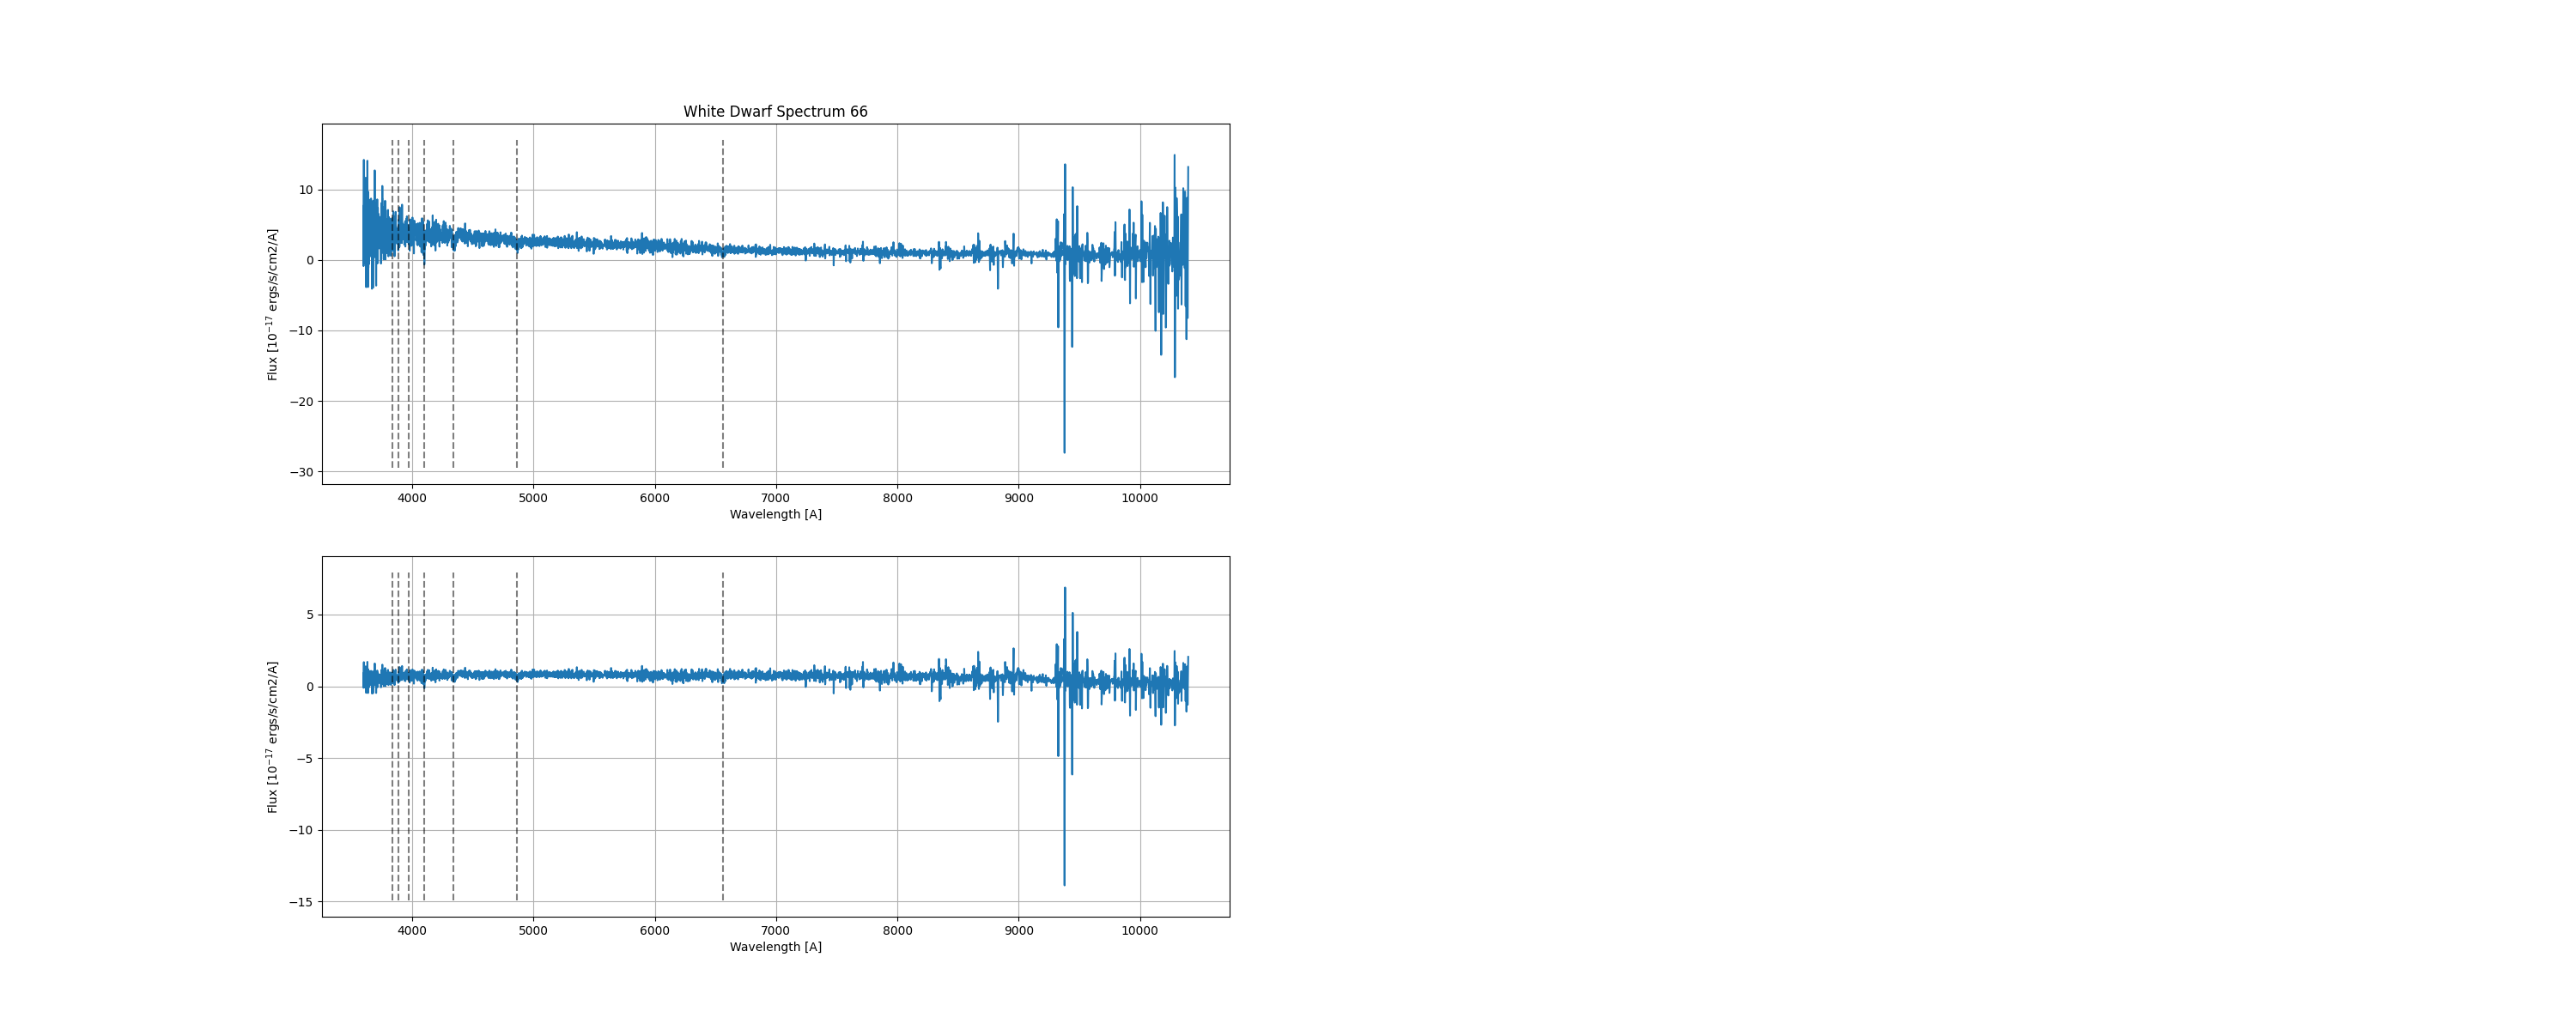 White Dwarf Spectrum 66
Flux [10⁻¹⁷ ergs/s/cm2/A]
10
0
−10
−20
−30
4000 5000 6000 7000 8000 9000 10000
Wavelength [A]
Flux [10⁻¹⁷ ergs/s/cm2/A]
5
0
−5
−10
−15
4000 5000 6000 7000 8000 9000 10000
Wavelength [A]